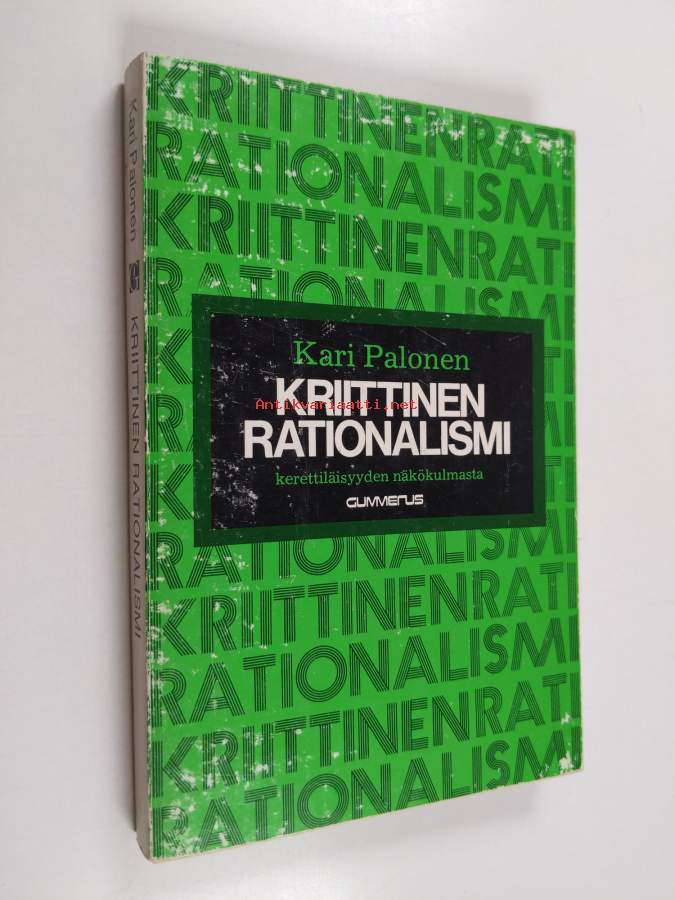 KRIITTINENRATI
RATIONALISMI
KRIITTINENRATI
RATIONALISMI
Kari Palonen
KRIITTINEN
Antikvariaatti.net
RATIONALISMI
kerettiläisyyden näkökulmasta
GUMMERUS
RATIONALISMI
KRIITTINENRATI
RATIONALISMI
KRIITTINENRATI
RATIONALISMI
Kari Palonen KRIITTINEN RATIONALISMI